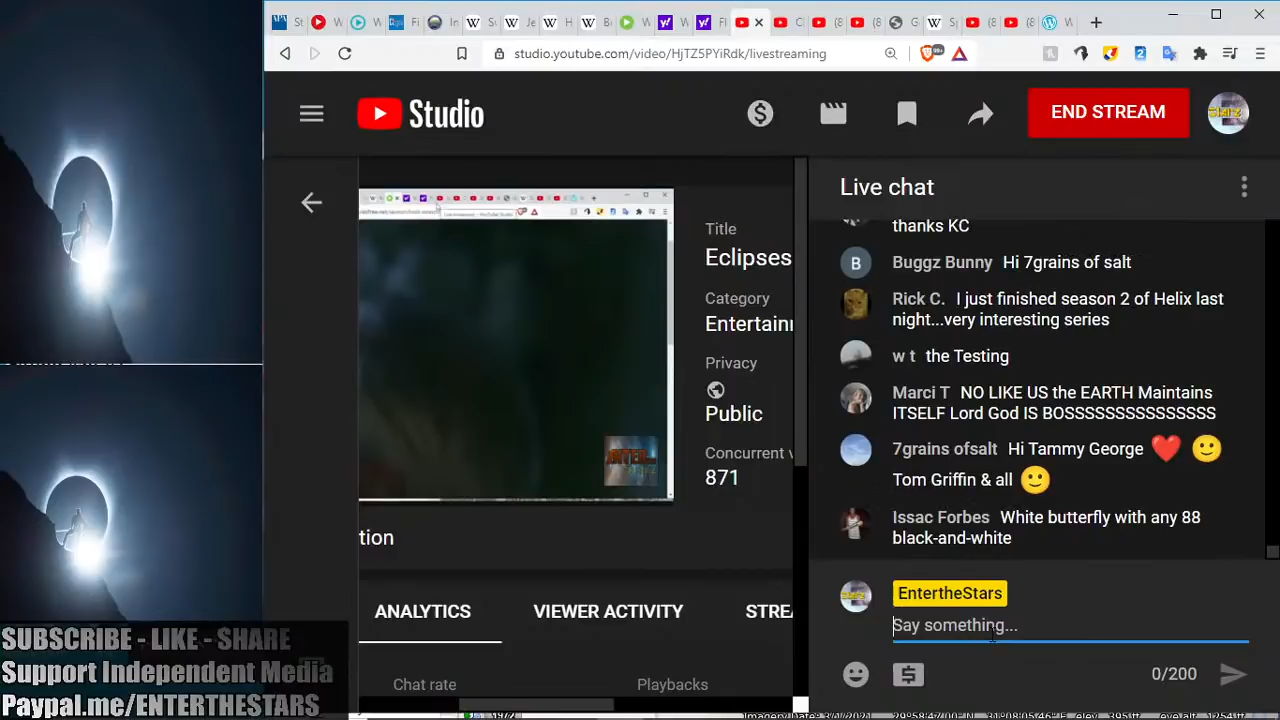 studio.youtube.com/video/HjTZ5PYiRdk/livestreaming
Studio
END STREAM
Live chat
thanks KC
B
Buggz Bunny Hi 7grains of salt
Rick C. I just finished season 2 of Helix last
night...very interesting series
w t the Testing
Marci T NO LIKE US the EARTH Maintains
ITSELF Lord God IS BOSSSSSSSSSSSSSSS
7grains ofsalt Hi Tammy George ❤️ 🙂
Tom Griffin & all 🙂
Issac Forbes White butterfly with any 88
black-and-white
EntertheStars
Say something...
0/200
Title
Eclipses
Category
Entertain
Privacy
Public
Concurrent v
871
tion
ANALYTICS
VIEWER ACTIVITY
STRE
Chat rate
Playbacks
SUBSCRIBE - LIKE - SHARE
Support Independent Media
Paypal.me/ENTERTHESTARS